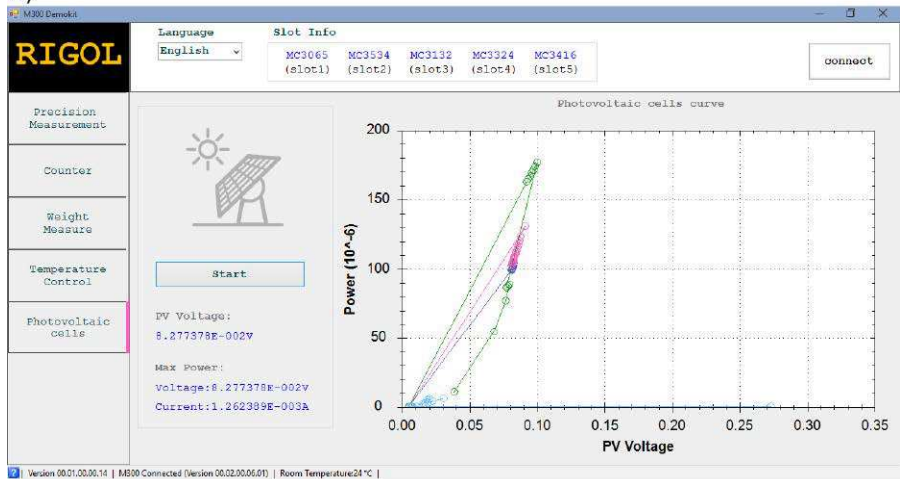 M300 Demokit
RIGOL
Language
English
Slot Info
MC3065 MC3534 MC3132 MC3324 MC3416
(slot1) (slot2) (slot3) (slot4) (slot5)
connect
Precision
Measurement
Counter
Weight
Measure
Temperature
Control
Photovoltaic
cells
Start
PV Voltage:
8.277378E-002V
Max Power:
Voltage:8.277378E-002V
Current:1.262389E-003A
Photovoltaic cells curve
200
150
100
50
0
Power (10^-6)
0.00 0.05 0.10 0.15 0.20 0.25 0.30 0.35
PV Voltage
Version 00.01.00.00.14 | M300 Connected (Version 00.02.00.06.01) | Room Temperature:24 °C |